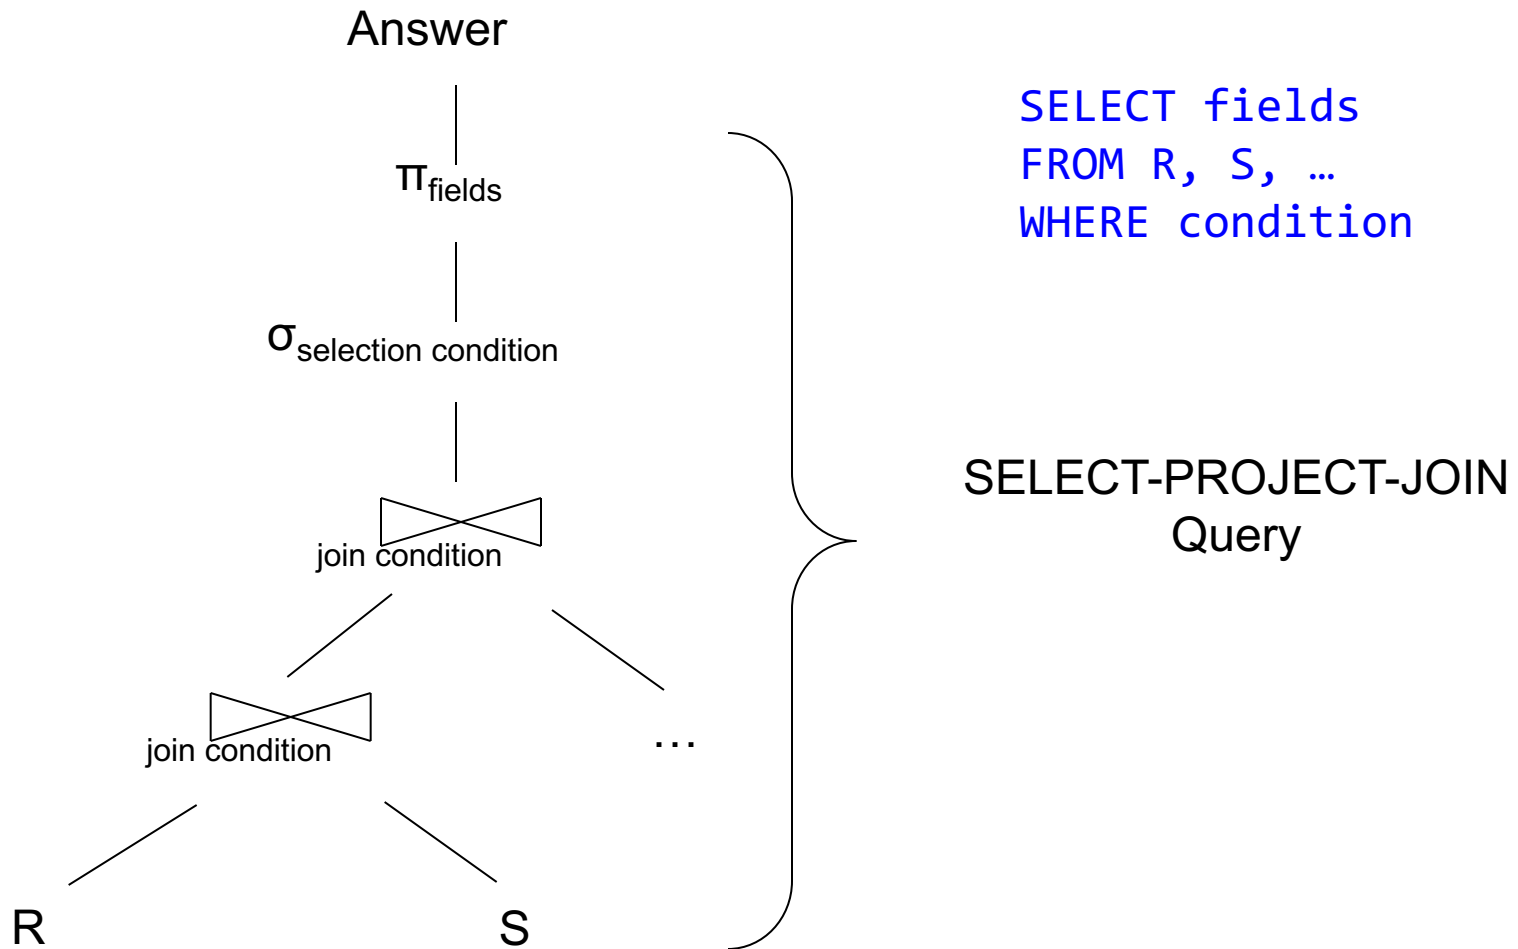 Answer
πfields
σselection condition
join condition
join condition
…
R
S
SELECT fields
FROM R, S, …
WHERE condition
SELECT-PROJECT-JOIN
Query